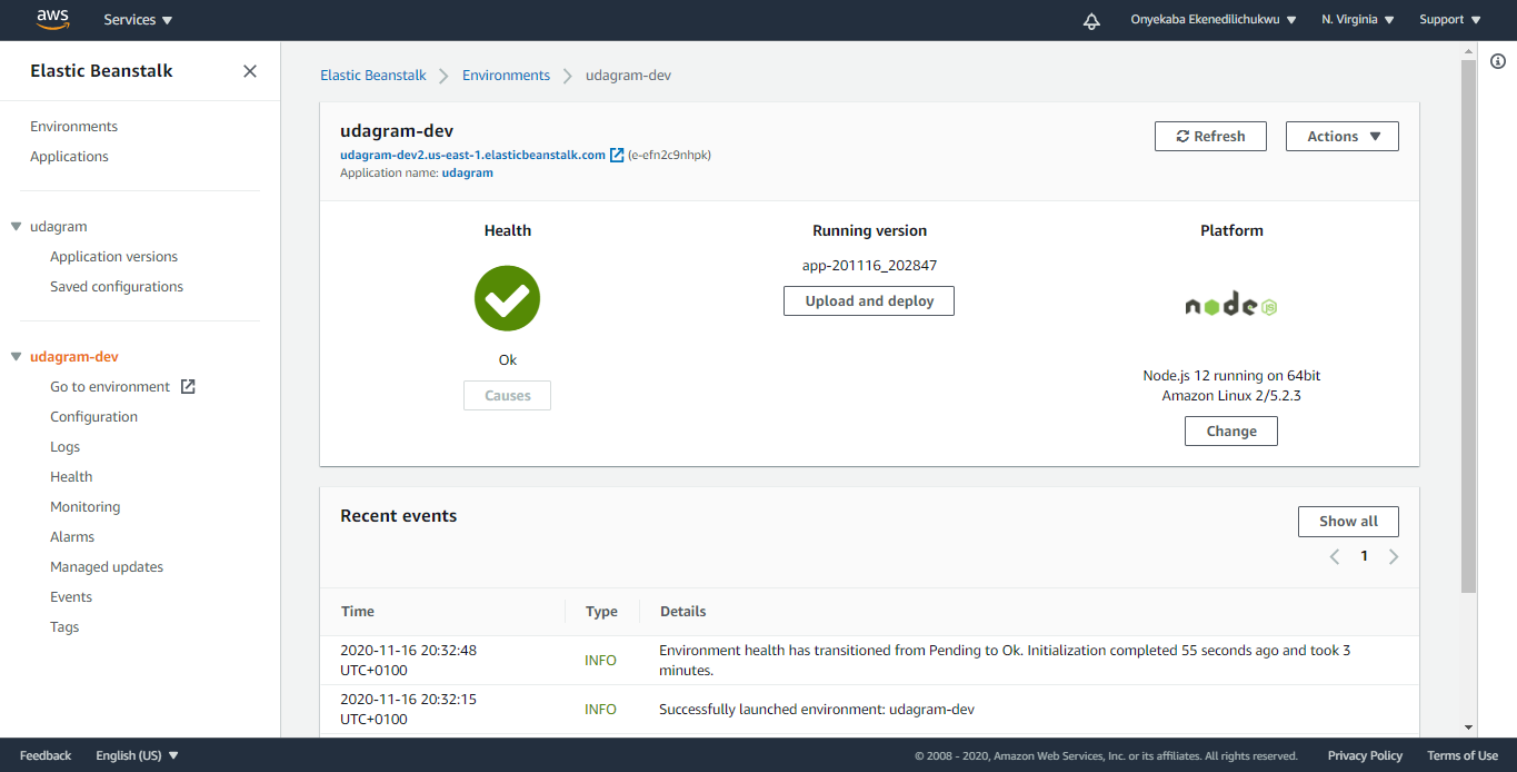 aws
Services
Onyekaba Ekenedilichukwu
N. Virginia
Support
Elastic Beanstalk
Environments
Applications
udagram
Application versions
Saved configurations
udagram-dev
Go to environment
Configuration
Logs
Health
Monitoring
Alarms
Managed updates
Events
Tags
Elastic Beanstalk > Environments > udagram-dev
udagram-dev
udagram-dev2.us-east-1.elasticbeanstalk.com (e-efn2c9nhpk)
Application name: udagram
Refresh
Actions
Health
Ok
Causes
Running version
app-201116_202847
Upload and deploy
Platform
node JS
Node.js 12 running on 64bit
Amazon Linux 2/5.2.3
Change
Recent events
Show all
1
Time Type Details
2020-11-16 20:32:48
UTC+0100
INFO
Environment health has transitioned from Pending to Ok. Initialization completed 55 seconds ago and took 3
minutes.
2020-11-16 20:32:15
UTC+0100
INFO
Successfully launched environment: udagram-dev
Feedback
English (US)
© 2008 - 2020, Amazon Web Services, Inc. or its affiliates. All rights reserved.
Privacy Policy
Terms of Use